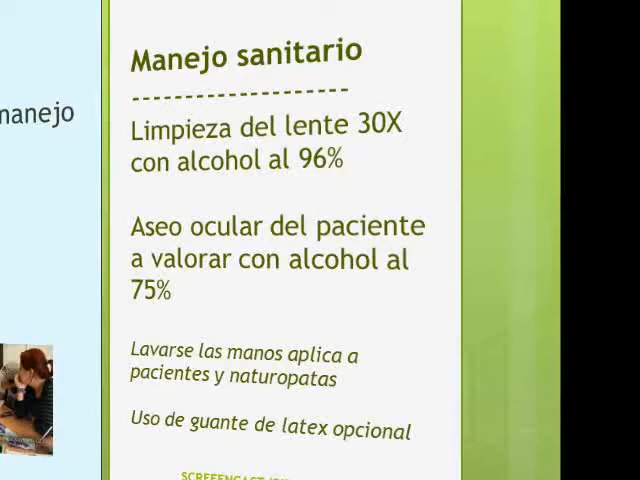 manejo
Manejo sanitario
--------------------
Limpieza del lente 30X
con alcohol al 96%
Aseo ocular del paciente
a valorar con alcohol al
75%
Lavarse las manos aplica a
pacientes y naturopatas
Uso de guante de latex opcional